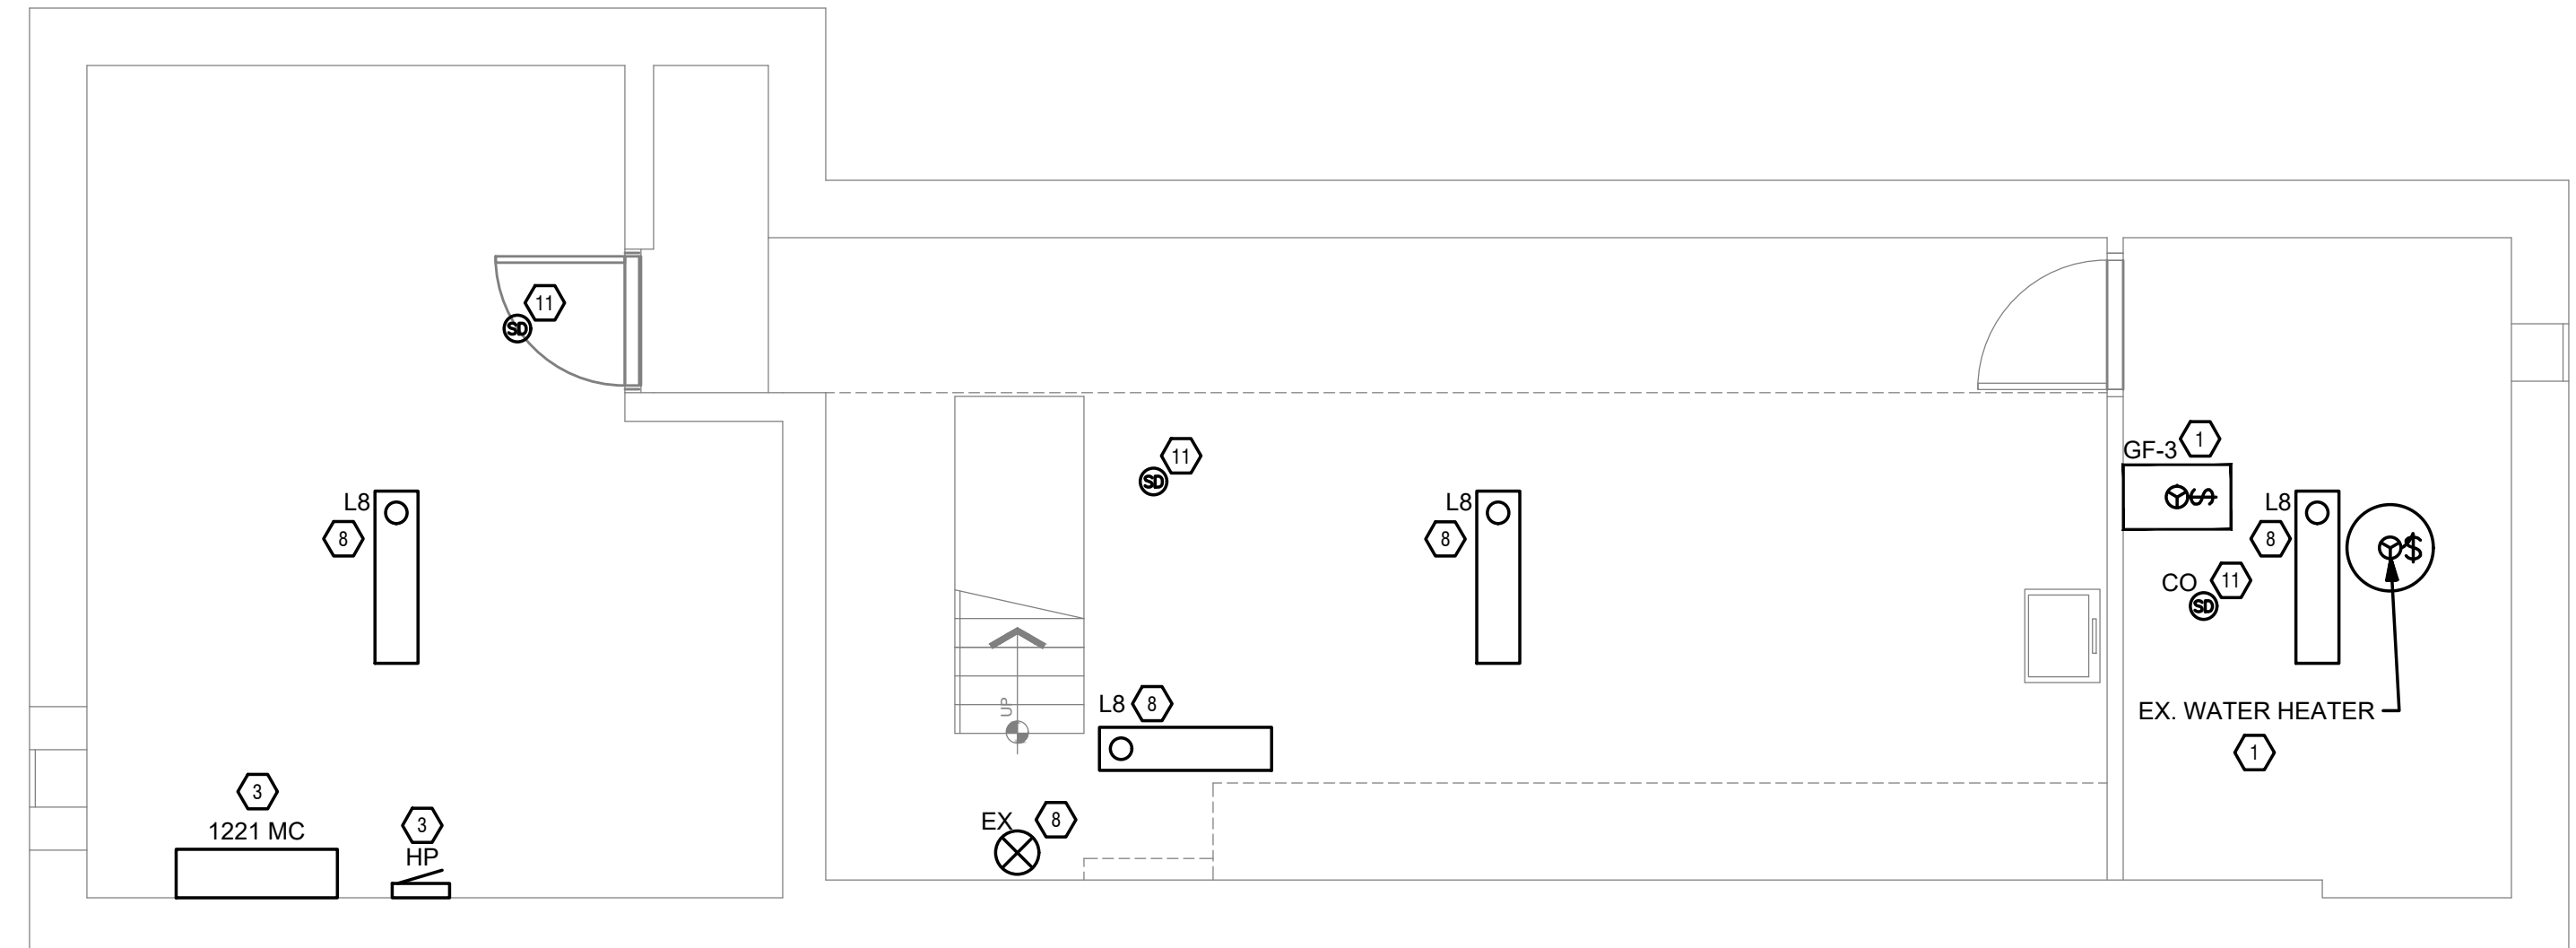 11
SD
11
SD
GF-3
1
$
L8
8
L8
8
L8
8
$
CO
11
SD
UP
L8
8
EX. WATER HEATER
1
3
1221 MC
3
HP
EX
8